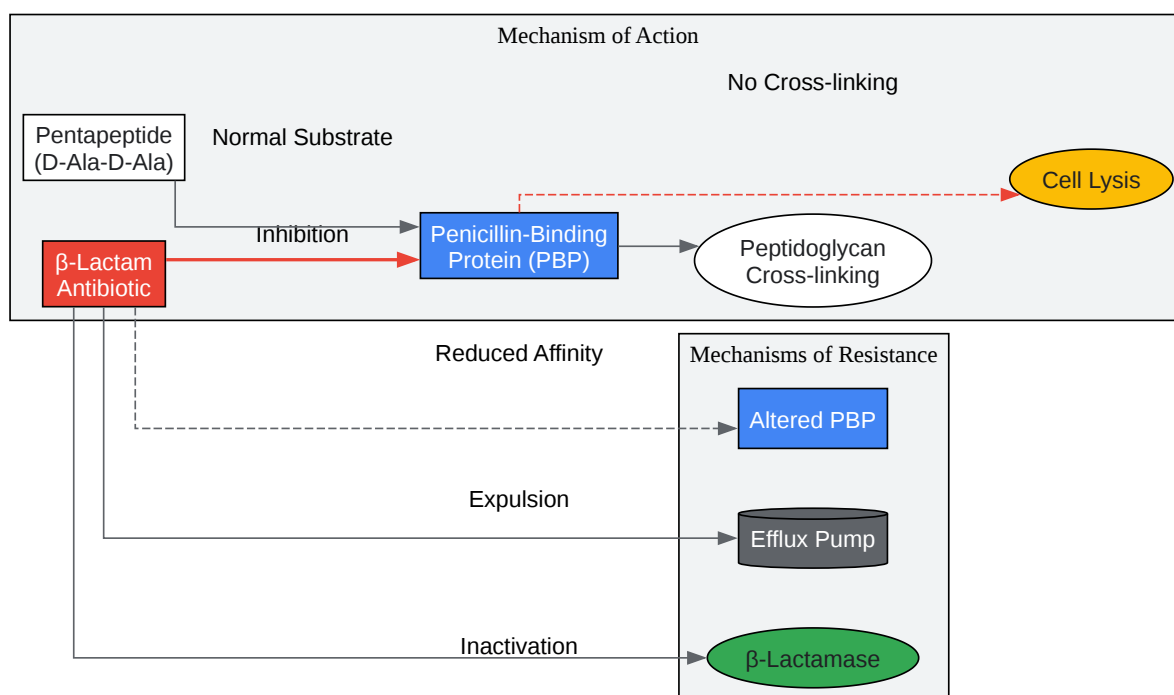 Mechanism of Action
No Cross-linking
Pentapeptide
(D-Ala-D-Ala)
Normal Substrate
Cell Lysis
Inhibition
Penicillin-Binding
Protein (PBP)
Peptidoglycan
Cross-linking
β-Lactam
Antibiotic
Reduced Affinity
Mechanisms of Resistance
Altered PBP
Expulsion
Efflux Pump
Inactivation
β-Lactamase